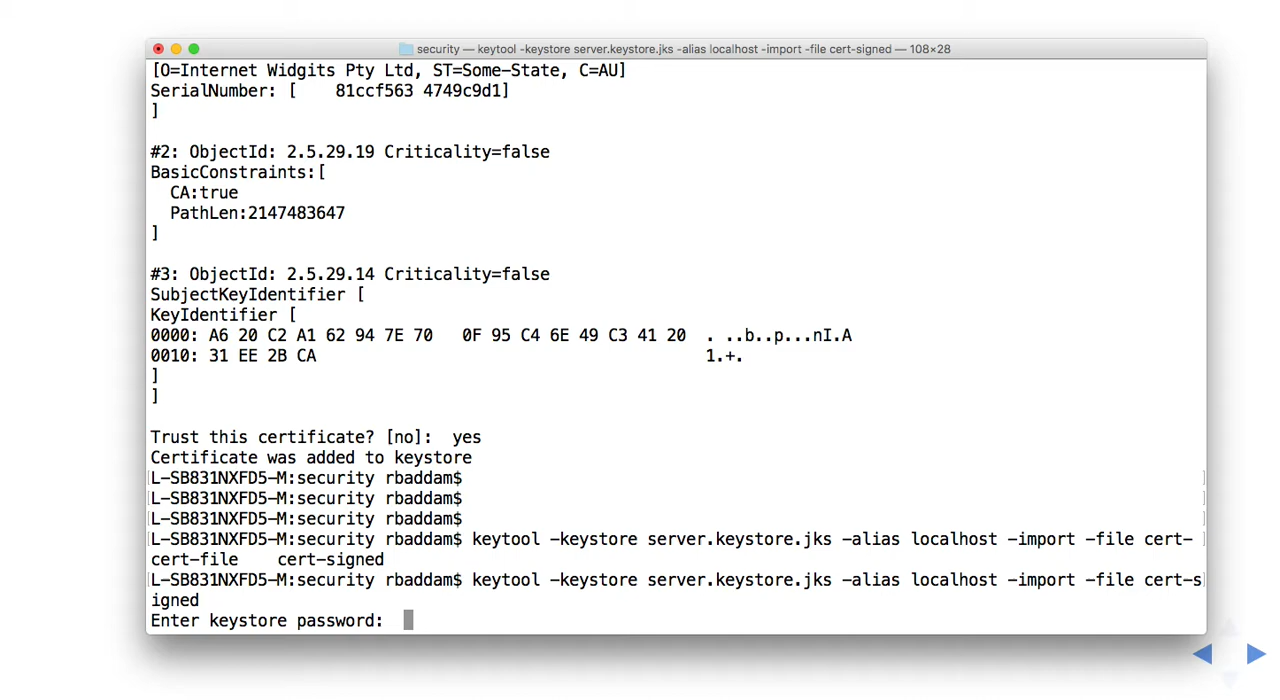 security — keytool -keystore server.keystore.jks -alias localhost -import -file cert-signed — 108×28
[O=Internet Widgits Pty Ltd, ST=Some-State, C=AU]
SerialNumber: [    81ccf563 4749c9d1]
]
#2: ObjectId: 2.5.29.19 Criticality=false
BasicConstraints:[
  CA:true
  PathLen:2147483647
]
#3: ObjectId: 2.5.29.14 Criticality=false
SubjectKeyIdentifier [
KeyIdentifier [
0000: A6 20 C2 A1 62 94 7E 70   0F 95 C4 6E 49 C3 41 20  . ..b..p...nI.A
0010: 31 EE 2B CA                                        1.+.
]
]
Trust this certificate? [no]:  yes
Certificate was added to keystore
[L-SB831NXFD5-M:security rbaddam$ ]
[L-SB831NXFD5-M:security rbaddam$ ]
[L-SB831NXFD5-M:security rbaddam$ ]
[L-SB831NXFD5-M:security rbaddam$ keytool -keystore server.keystore.jks -alias localhost -import -file cert- ]
cert-file    cert-signed
[L-SB831NXFD5-M:security rbaddam$ keytool -keystore server.keystore.jks -alias localhost -import -file cert-s]
igned
Enter keystore password: